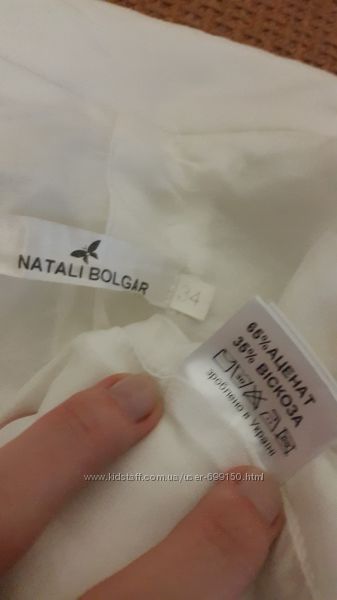 NATALI BOLGAR
34
65%АЦЕНАТ
35% ВІСКОЗА
зроблено в Україні
www.kidstaff.com.ua/user-699150.html